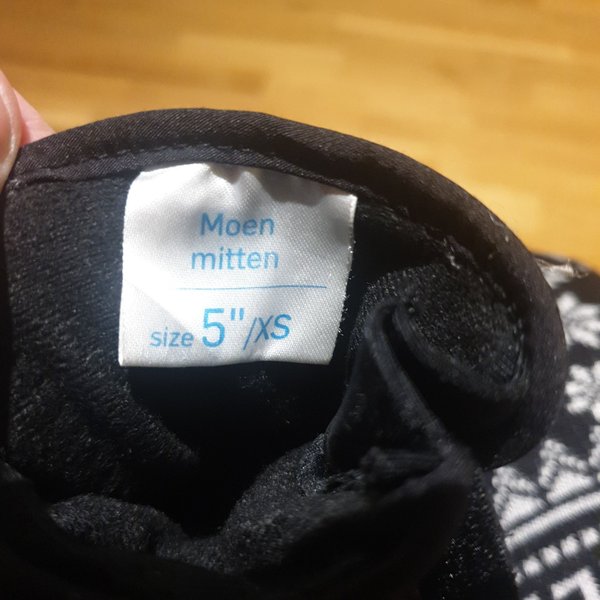 Moen
mitten
size 5"/XS